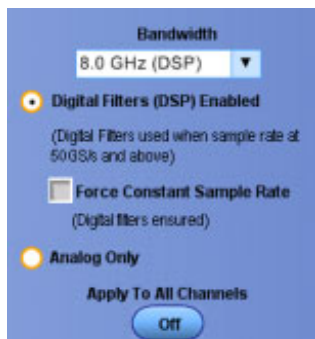 Bandwidth
8.0 GHz (DSP)
Digital Filters (DSP) Enabled
(Digital Filters used when sample rate at
50GS/s and above)
Force Constant Sample Rate
(Digital filters ensured)
Analog Only
Apply To All Channels
Off